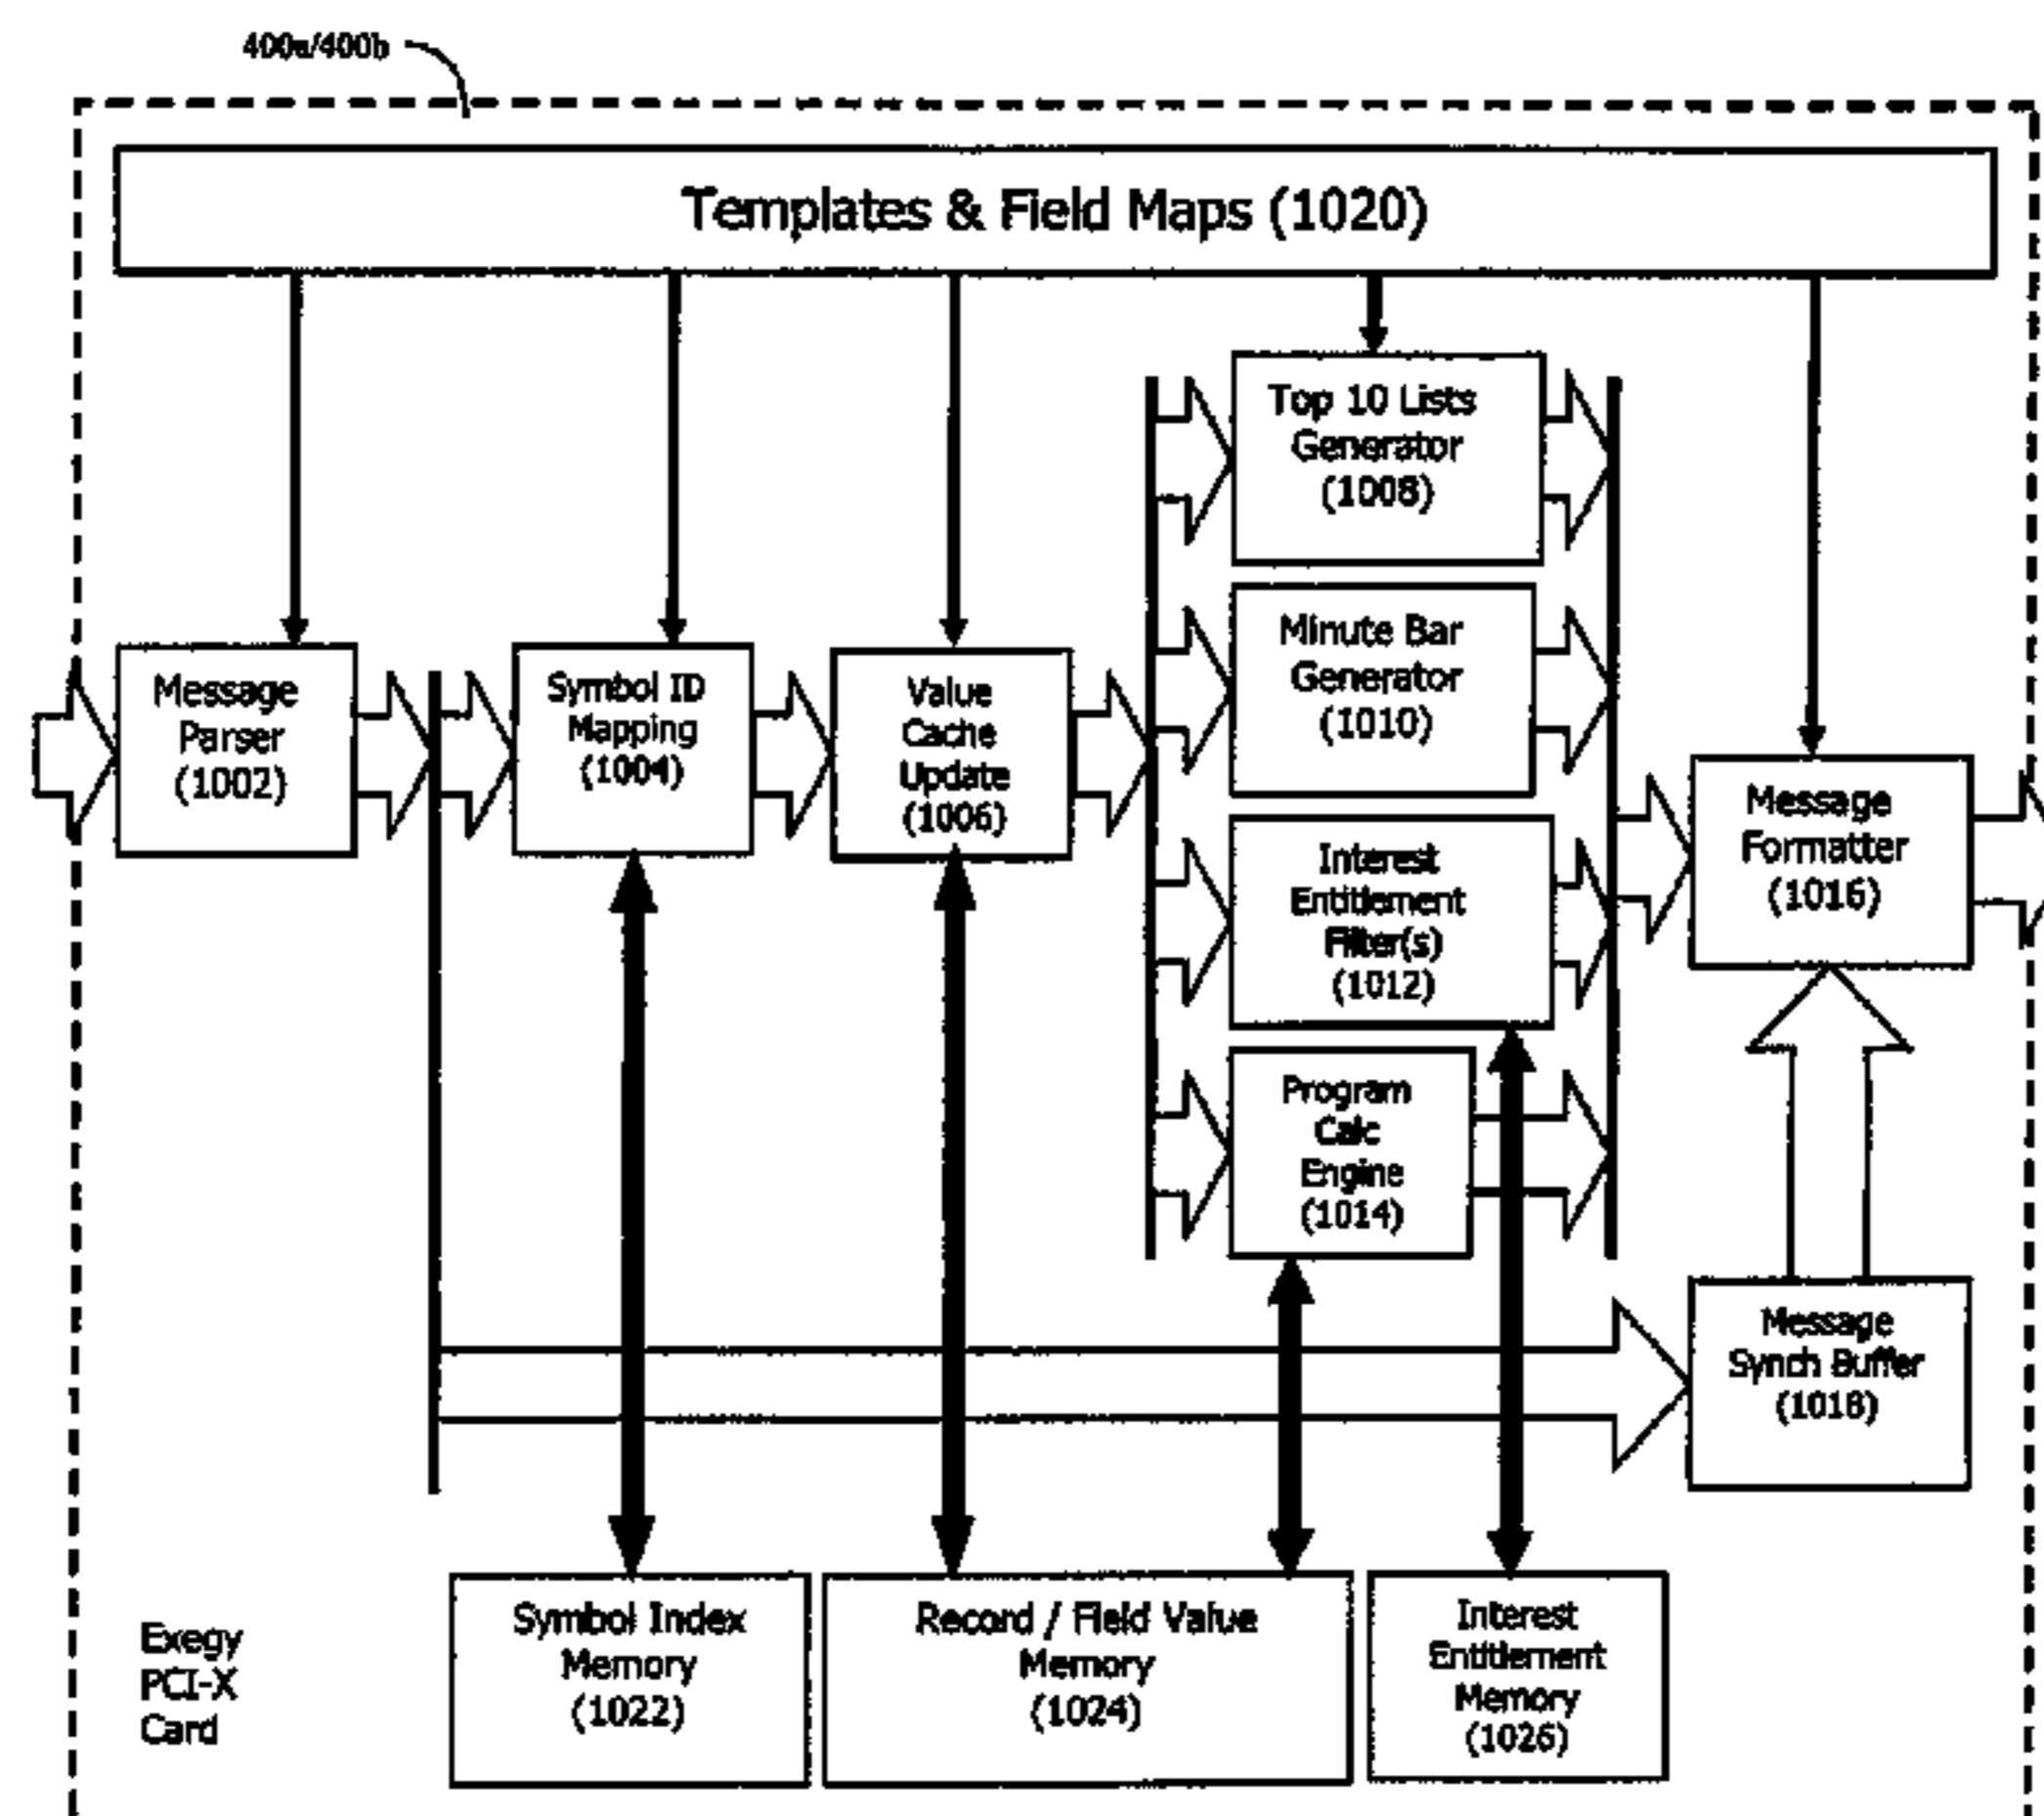 400a/400b
Templates & Field Maps (1020)
Top 10 Lists
Generator
(1008)
Minute Bar
Generator
(1010)
Message
Parser
(1002)
Symbol ID
Mapping
(1004)
Value
Cache
Update
(1006)
Interest
Entitlement
Filter(s)
(1012)
Message
Formatter
(1016)
Program
Calc
Engine
(1014)
Message
Synch Buffer
(1018)
Exegy
PCI-X
Card
Symbol Index
Memory
(1022)
Record / Field Value
Memory
(1024)
Interest
Entitlement
Memory
(1026)